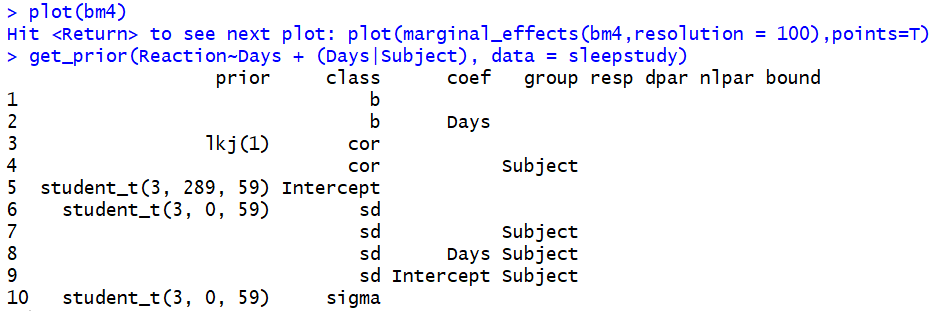 > plot(bm4)
Hit <Return> to see next plot: plot(marginal_effects(bm4,resolution = 100),points=T)
> get_prior(Reaction~Days + (Days|Subject), data = sleepstudy)
                 prior     class      coef   group resp dpar nlpar bound
1                              b
2                              b      Days
3               lkj(1)       cor
4                            cor           Subject
5  student_t(3, 289, 59) Intercept
6    student_t(3, 0, 59)        sd
7                             sd           Subject
8                             sd      Days Subject
9                             sd Intercept Subject
10   student_t(3, 0, 59)     sigma